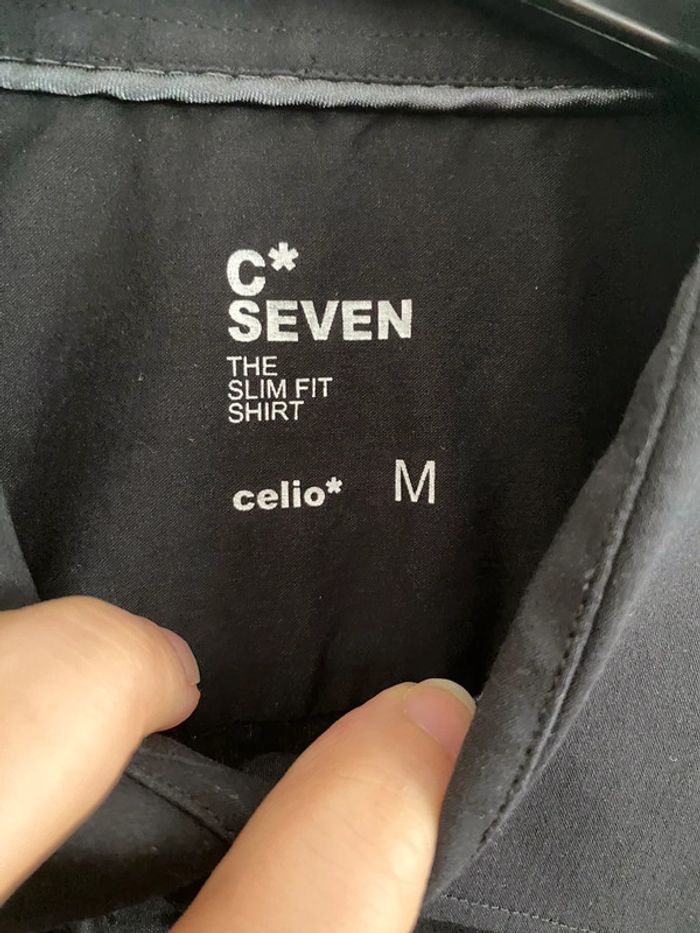 C*
SEVEN
THE
SLIM FIT
SHIRT
celio* M